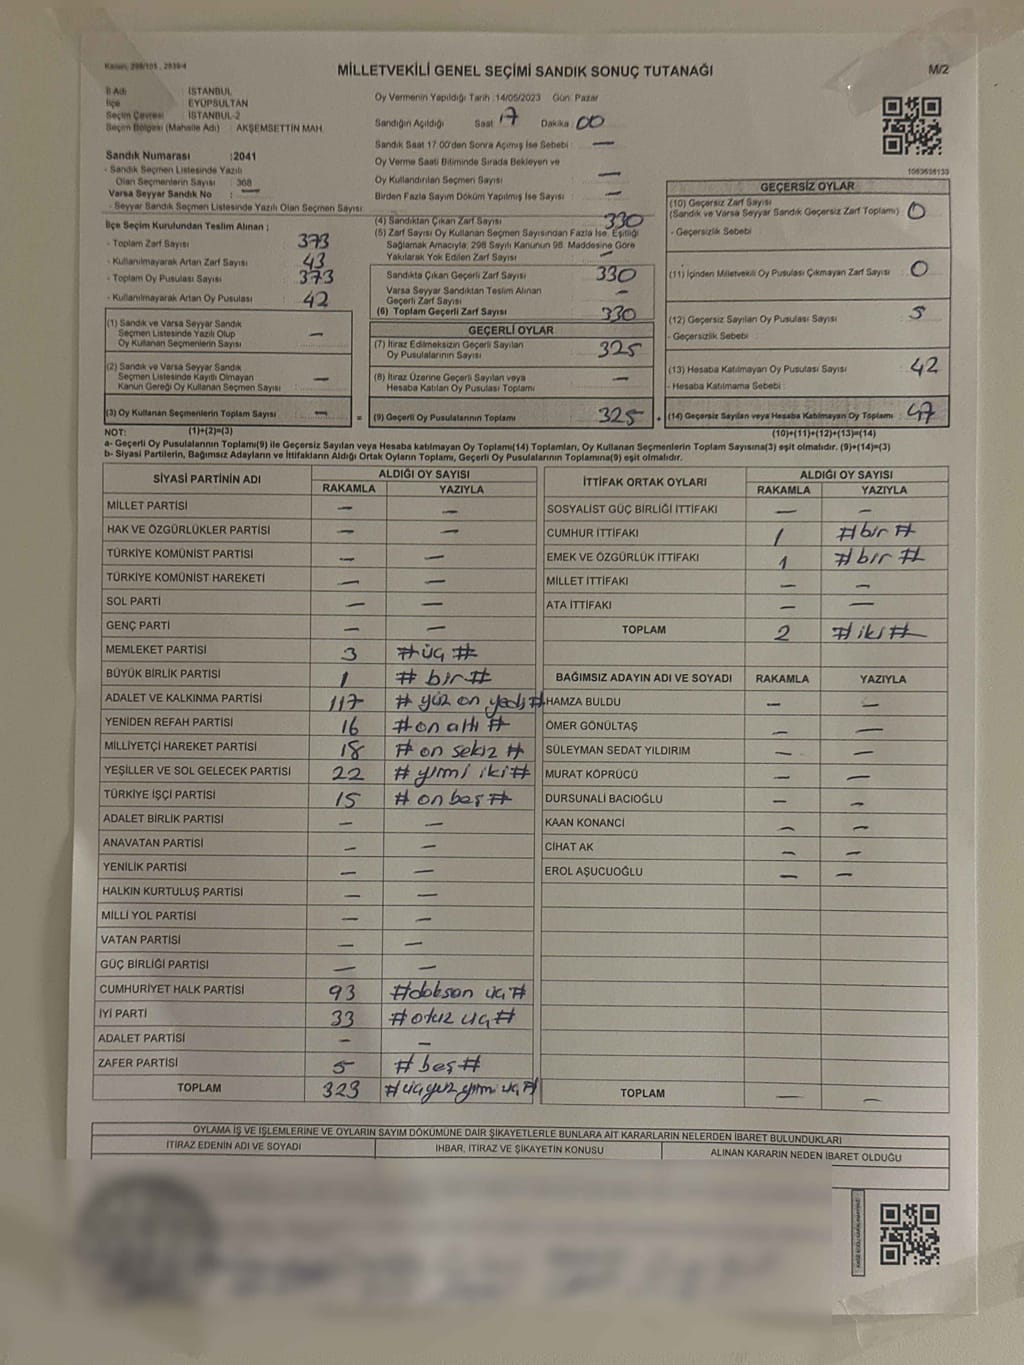 Kanun: 298/105 , 2839/4
MİLLETVEKİLİ GENEL SEÇİMİ SANDIK SONUÇ TUTANAĞI
M/2
İl Adı : İSTANBUL
İlçe : EYÜPSULTAN
Seçim Çevresi : İSTANBUL-2
Seçim Bölgesi (Mahalle Adı) : AKŞEMSETTİN MAH.
Sandık Numarası :2041
- Sandık Seçmen Listesinde Yazılı
Olan Seçmenlerin Sayısı : 368
Varsa Seyyar Sandık No : —
- Seyyar Sandık Seçmen Listesinde Yazılı Olan Seçmen Sayısı:
Oy Vermenin Yapıldığı Tarih :14/05/2023 Gün: Pazar
Sandığın Açıldığı Saat : 17 Dakika : 00
Sandık Saat 17.00'den Sonra Açımış İse Sebebi : —
Oy Verme Saati Bitiminde Sırada Bekleyen ve
Oy Kullandırılan Seçmen Sayısı —
Birden Fazla Sayım Döküm Yapılmış İse Sayısı : —
1063636133
İlçe Seçim Kurulundan Teslim Alınan ;
- Toplam Zarf Sayısı : 373
- Kullanılmayarak Artan Zarf Sayısı : 43
- Toplam Oy Pusulası Sayısı : 373
- Kullanılmayarak Artan Oy Pusulası : 42
(4) Sandıktan Çıkan Zarf Sayısı 330
(5) Zarf Sayısı Oy Kullanan Seçmen Sayısından Fazla İse, Eşitliği
Sağlamak Amacıyla, 298 Sayılı Kanunun 98. Maddesine Göre
Yakılarak Yok Edilen Zarf Sayısı : —
Sandıkta Çıkan Geçerli Zarf Sayısı 330
Varsa Seyyar Sandıktan Teslim Alınan
Geçerli Zarf Sayısı —
(6) Toplam Geçerli Zarf Sayısı : 330
GEÇERSİZ OYLAR
(10) Geçersiz Zarf Sayısı
(Sandık ve Varsa Seyyar Sandık Geçersiz Zarf Toplamı) 0
- Geçersizlik Sebebi
(11) İçinden Milletvekili Oy Pusulası Çıkmayan Zarf Sayısı 0
(12) Geçersiz Sayılan Oy Pusulası Sayısı 5
- Geçersizlik Sebebi :
(13) Hesaba Katılmayan Oy Pusulası Sayısı 42
- Hesaba Katılmama Sebebi :
(14) Geçersiz Sayılan veya Hesaba Katılmayan Oy Toplamı 47
(10)+(11)+(12)+(13)=(14)
(1) Sandık ve Varsa Seyyar Sandık
Seçmen Listesinde Yazılı Olup
Oy Kullanan Seçmenlerin Sayısı —
(2) Sandık ve Varsa Seyyar Sandık
Seçmen Listesinde Kayıtlı Olmayan
Kanun Gereği Oy Kullanan Seçmen Sayısı —
(3) Oy Kullanan Seçmenlerin Toplam Sayısı — =
(1)+(2)=(3)
GEÇERLİ OYLAR
(7) İtiraz Edilmeksizin Geçerli Sayılan
Oy Pusulalarının Sayısı 325
(8) İtiraz Üzerine Geçerli Sayılan veya
Hesaba Katılan Oy Pusulası Toplamı —
(9) Geçerli Oy Pusulalarının Toplamı 325 +
NOT:
a- Geçerli Oy Pusulalarının Toplamı(9) ile Geçersiz Sayılan veya Hesaba katılmayan Oy Toplamı(14) Toplamları, Oy Kullanan Seçmenlerin Toplam Sayısına(3) eşit olmalıdır. (9)+(14)=(3)
b- Siyasi Partilerin, Bağımsız Adayların ve İttifakların Aldığı Ortak Oyların Toplamı, Geçerli Oy Pusulalarının Toplamına(9) eşit olmalıdır.
SİYASİ PARTİNİN ADI ALDIĞI OY SAYISI
RAKAMLA YAZIYLA
MİLLET PARTİSİ — —
HAK VE ÖZGÜRLÜKLER PARTİSİ — —
TÜRKİYE KOMÜNİST PARTİSİ — —
TÜRKİYE KOMÜNİST HAREKETİ — —
SOL PARTİ — —
GENÇ PARTİ — —
MEMLEKET PARTİSİ 3 #üç#
BÜYÜK BİRLİK PARTİSİ 1 #bir#
ADALET VE KALKINMA PARTİSİ 117 #yüz on yedi#
YENİDEN REFAH PARTİSİ 16 #on altı#
MİLLİYETÇİ HAREKET PARTİSİ 18 #on sekiz#
YEŞİLLER VE SOL GELECEK PARTİSİ 22 #yirmi iki#
TÜRKİYE İŞÇİ PARTİSİ 15 #on beş#
ADALET BİRLİK PARTİSİ — —
ANAVATAN PARTİSİ — —
YENİLİK PARTİSİ — —
HALKIN KURTULUŞ PARTİSİ — —
MİLLİ YOL PARTİSİ — —
VATAN PARTİSİ — —
GÜÇ BİRLİĞİ PARTİSİ — —
CUMHURİYET HALK PARTİSİ 93 #doksan üç#
İYİ PARTİ 33 #otuz üç#
ADALET PARTİSİ — —
ZAFER PARTİSİ 5 #beş#
TOPLAM 323 #üçyüz yirmi üç#
İTTİFAK ORTAK OYLARI ALDIĞI OY SAYISI
RAKAMLA YAZIYLA
SOSYALİST GÜÇ BİRLİĞİ İTTİFAKI — —
CUMHUR İTTİFAKI 1 #bir#
EMEK VE ÖZGÜRLÜK İTTİFAKI 1 #bir#
MİLLET İTTİFAKI — —
ATA İTTİFAKI — —
TOPLAM 2 #iki#
BAĞIMSIZ ADAYIN ADI VE SOYADI RAKAMLA YAZIYLA
HAMZA BULDU — —
ÖMER GÖNÜLTAŞ — —
SÜLEYMAN SEDAT YILDIRIM — —
MURAT KÖPRÜCÜ — —
DURSUNALİ BACIOĞLU — —
KAAN KONANCİ — —
CİHAT AK — —
EROL AŞUCUOĞLU — —
TOPLAM — —
OYLAMA İŞ VE İŞLEMLERİNE VE OYLARIN SAYIM DÖKÜMÜNE DAİR ŞİKAYETLERLE BUNLARA AİT KARARLARIN NELERDEN İBARET BULUNDUKLARI
İTİRAZ EDENİN ADI VE SOYADI İHBAR, İTİRAZ VE ŞİKAYETİN KONUSU ALINAN KARARIN NEDEN İBARET OLDUĞU